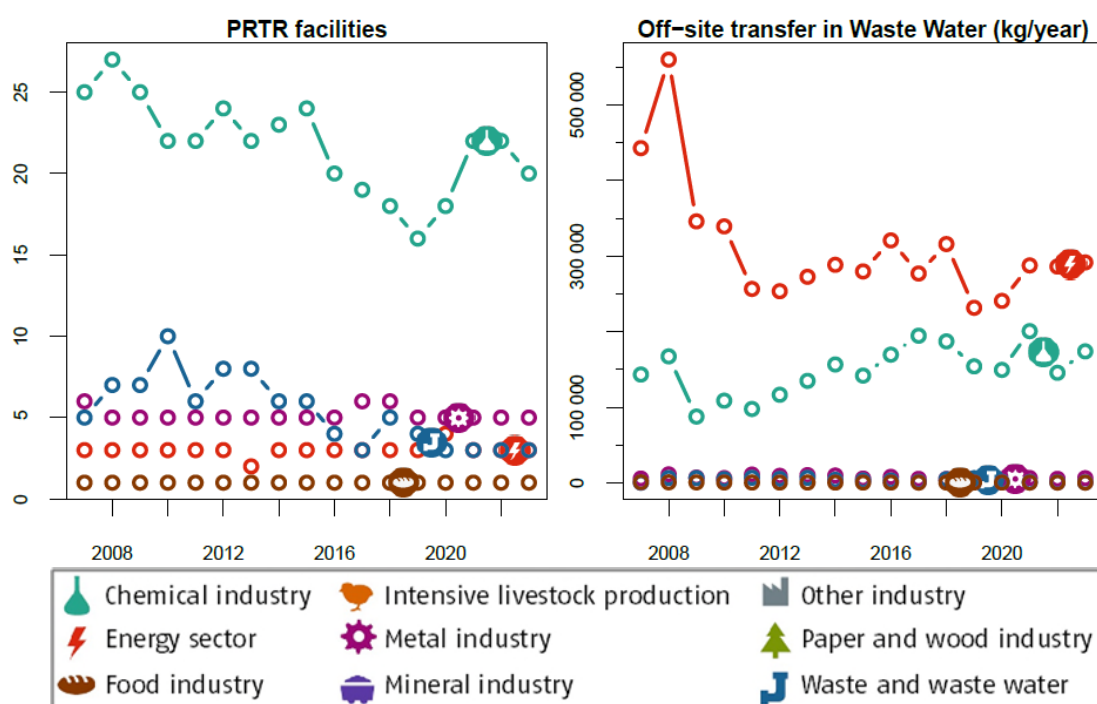 PRTR facilities
25
20
15
10
5
0
2008 2012 2016 2020
Off−site transfer in Waste Water (kg/year)
500 000
300 000
100 000
0
2008 2012 2016 2020
Chemical industry Intensive livestock production Other industry
Energy sector Metal industry Paper and wood industry
Food industry Mineral industry Waste and waste water